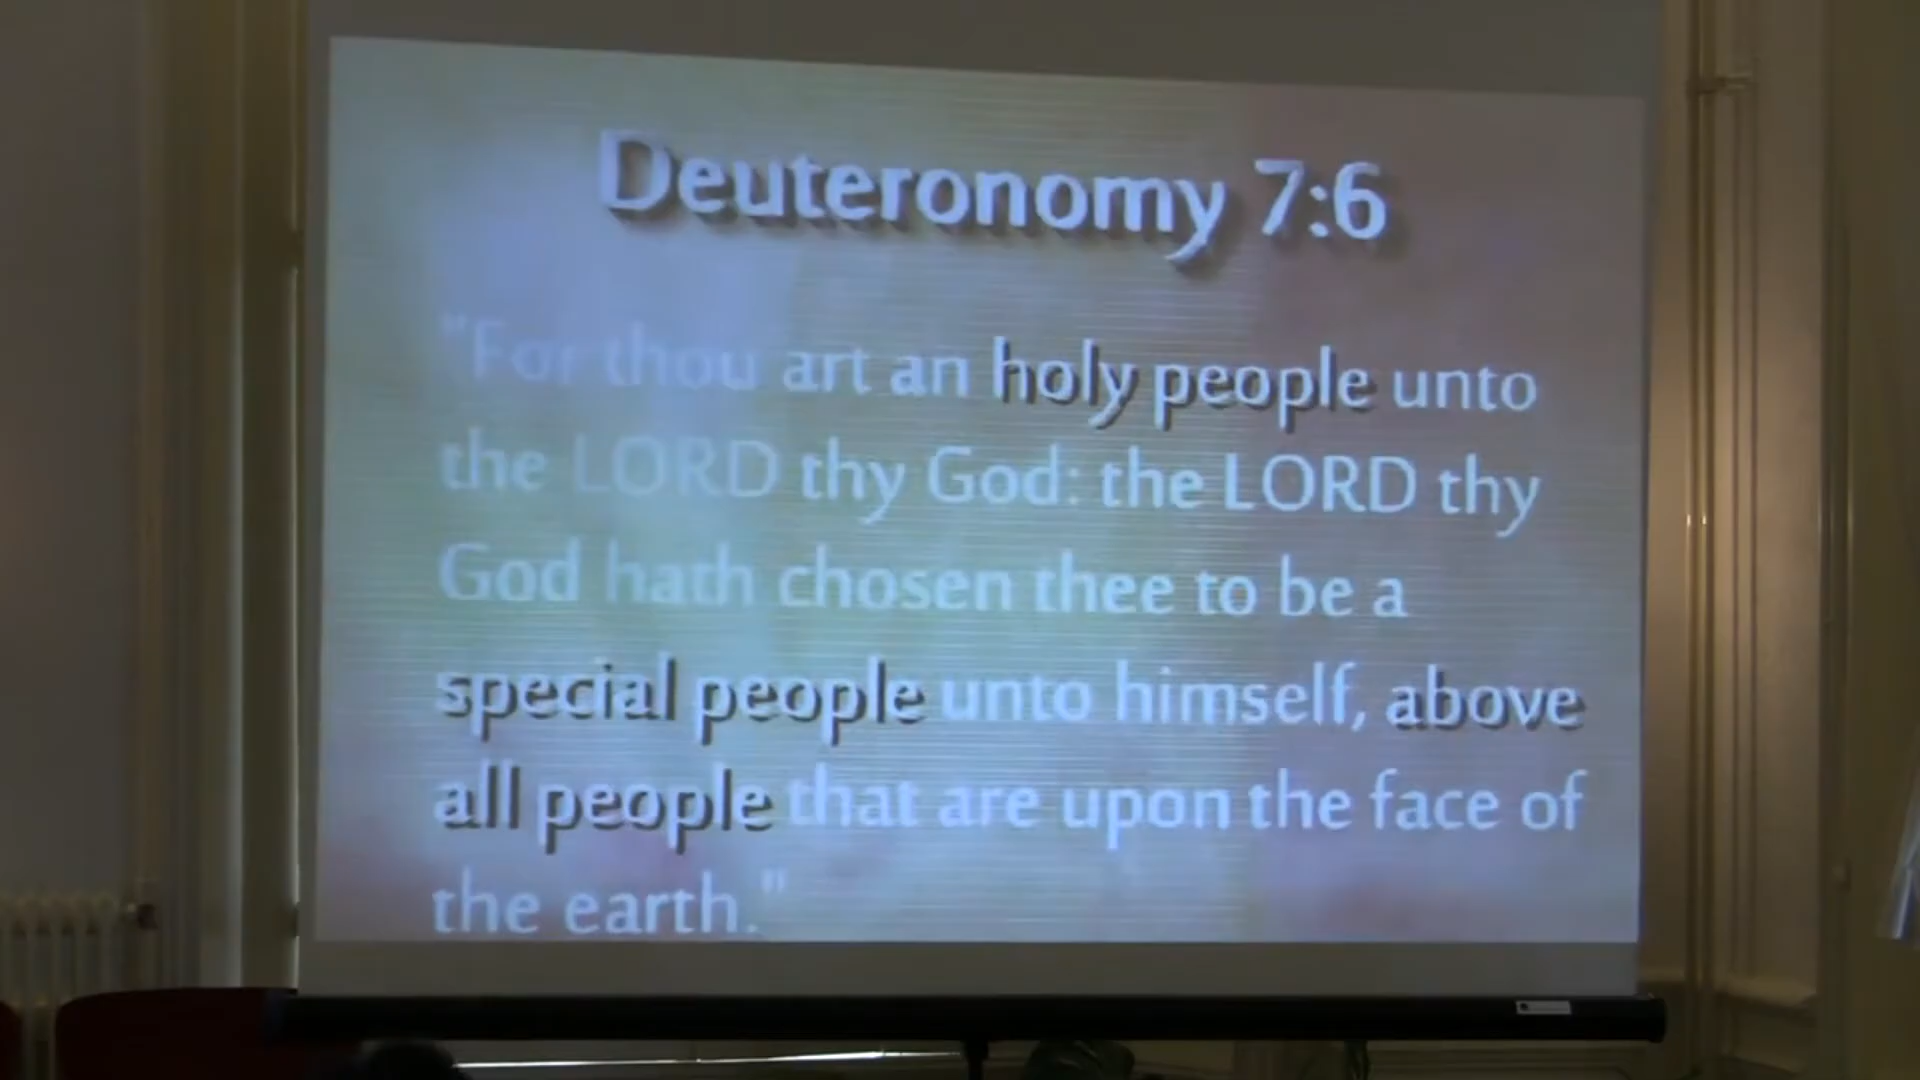 Deuteronomy 7:6
"For thou art an holy people unto
the LORD thy God: the LORD thy
God hath chosen thee to be a
special people unto himself, above
all people that are upon the face of
the earth."